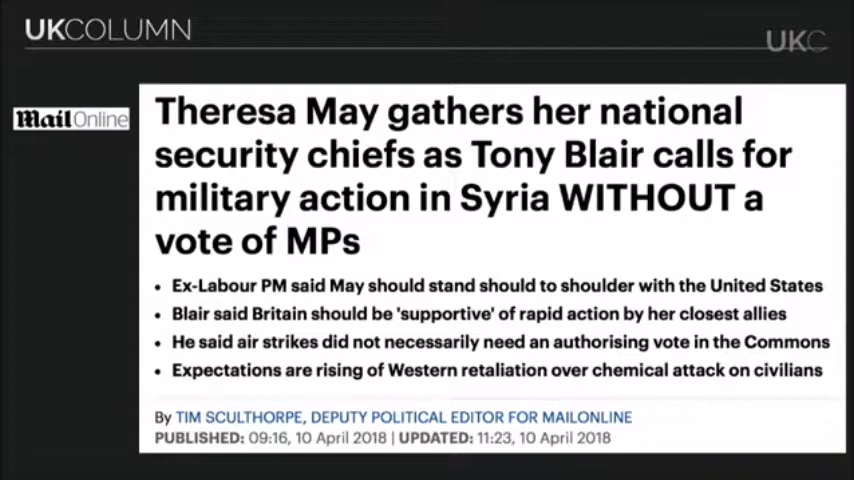 UKCOLUMN
UKC
Mail Online
Theresa May gathers her national
security chiefs as Tony Blair calls for
military action in Syria WITHOUT a
vote of MPs
• Ex-Labour PM said May should stand should to shoulder with the United States
• Blair said Britain should be 'supportive' of rapid action by her closest allies
• He said air strikes did not necessarily need an authorising vote in the Commons
• Expectations are rising of Western retaliation over chemical attack on civilians
By TIM SCULTHORPE, DEPUTY POLITICAL EDITOR FOR MAILONLINE
PUBLISHED: 09:16, 10 April 2018 | UPDATED: 11:23, 10 April 2018